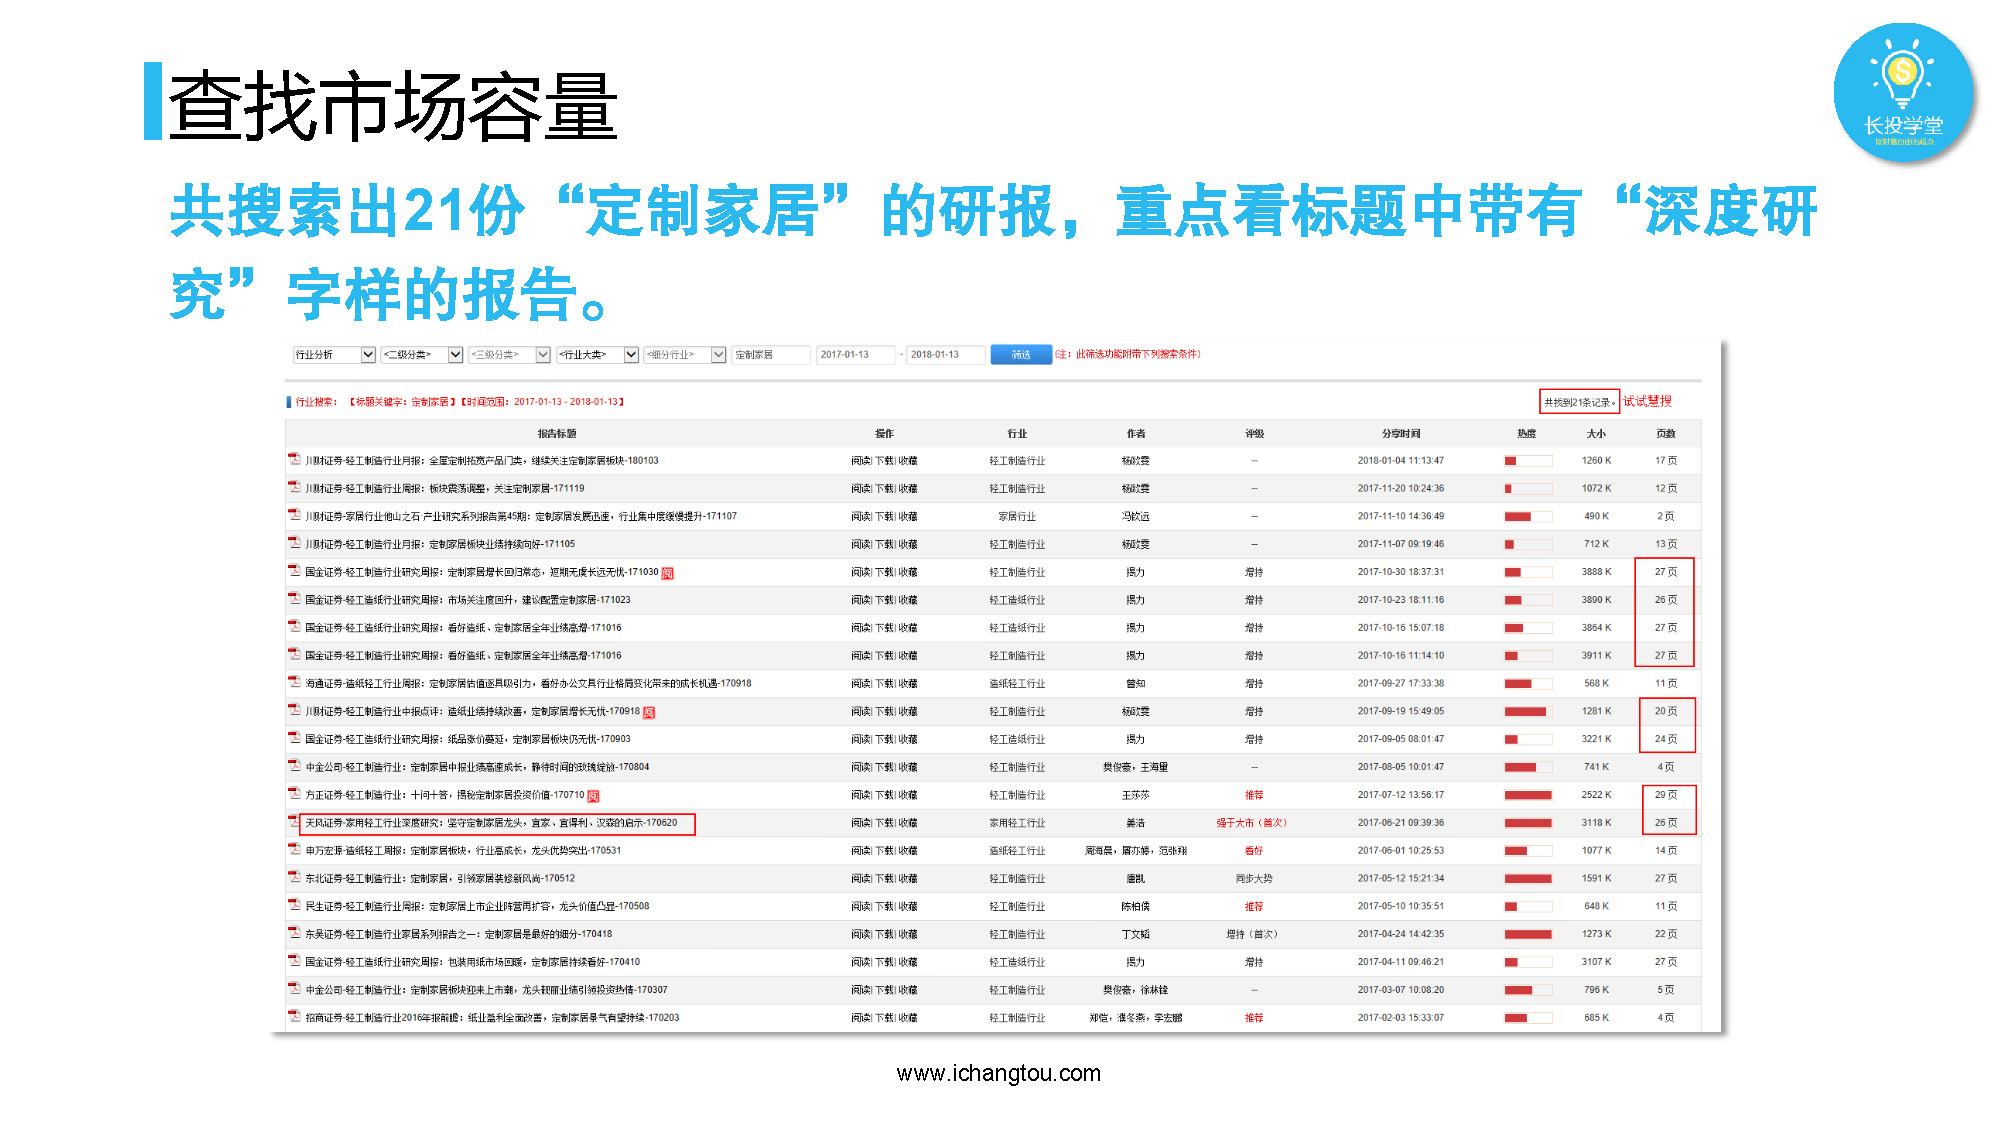 查找市场容量
长投学堂
共搜索出21份“定制家居”的研报，重点看标题中带有“深度研
究”字样的报告。
行业分析 <二级分类> <三级分类> <行业大类> <细分行业> 定制家居 2017-01-13 - 2018-01-13 筛选 (注：此筛选功能附带下列搜索条件)
行业搜索： 【标题关键字：定制家居】【时间范围：2017-01-13 - 2018-01-13】 共找到21条记录。 试试慧搜
报告标题 操作 行业 作者 评级 分享时间 热度 大小 页数
川财证券-轻工制造行业月报：全屋定制拓宽产品门类，继续关注定制家居板块-180103 阅读|下载|收藏 轻工制造行业 杨欧雯 -- 2018-01-04 11:13:47 1260 K 17 页
川财证券-轻工制造行业周报：板块震荡调整，关注定制家居-171119 阅读|下载|收藏 轻工制造行业 杨欧雯 -- 2017-11-20 10:24:36 1072 K 12 页
川财证券-家居行业他山之石·产业研究系列报告第45期：定制家居发展迅速，行业集中度缓慢提升-171107 阅读|下载|收藏 家居行业 冯钦远 -- 2017-11-10 14:36:49 490 K 2 页
川财证券-轻工制造行业月报：定制家居板块业绩持续向好-171105 阅读|下载|收藏 轻工制造行业 杨欧雯 -- 2017-11-07 09:19:46 712 K 13 页
国金证券-轻工制造行业研究周报：定制家居增长回归常态，短期无虞长远无忧-171030 阅读|下载|收藏 轻工制造行业 揭力 增持 2017-10-30 18:37:31 3888 K 27 页
国金证券-轻工造纸行业研究周报：市场关注度回升，建议配置定制家居-171023 阅读|下载|收藏 轻工造纸行业 揭力 增持 2017-10-23 18:11:16 3890 K 26 页
国金证券-轻工造纸行业研究周报：看好造纸、定制家居全年业绩高增-171016 阅读|下载|收藏 轻工造纸行业 揭力 增持 2017-10-16 15:07:18 3864 K 27 页
国金证券-轻工造纸行业研究周报：看好造纸、定制家居全年业绩高增-171016 阅读|下载|收藏 轻工制造行业 揭力 增持 2017-10-16 11:14:10 3911 K 27 页
海通证券-造纸轻工行业周报：定制家居估值逐具吸引力，看好办公文具行业格局变化带来的成长机遇-170918 阅读|下载|收藏 造纸轻工行业 曾知 增持 2017-09-27 17:33:38 568 K 11 页
川财证券-轻工制造行业中报点评：造纸业绩持续改善，定制家居增长无忧-170918 阅读|下载|收藏 轻工制造行业 杨欧雯 增持 2017-09-19 15:49:05 1281 K 20 页
国金证券-轻工造纸行业研究周报：纸品涨价蔓延，定制家居板块仍无忧-170903 阅读|下载|收藏 轻工造纸行业 揭力 增持 2017-09-05 08:01:47 3221 K 24 页
中金公司-轻工制造行业：定制家居中报业绩高速成长，静待时间的玫瑰绽放-170804 阅读|下载|收藏 轻工制造行业 樊俊豪，王海量 -- 2017-08-05 10:01:47 741 K 4 页
方正证券-轻工制造行业：十问十答，揭秘定制家居投资价值-170710 阅读|下载|收藏 轻工制造行业 王莎莎 推荐 2017-07-12 13:56:17 2522 K 29 页
天风证券-家用轻工行业深度研究：坚守定制家居龙头，宜家、宜得利、汉森的启示-170620 阅读|下载|收藏 家用轻工行业 姜浩 强于大市（首次） 2017-06-21 09:39:36 3118 K 26 页
申万宏源-造纸轻工周报：定制家居板块，行业高成长，龙头优势突出-170531 阅读|下载|收藏 造纸轻工行业 周海晨，屠亦婷，范张翔 看好 2017-06-01 10:25:53 1077 K 14 页
东北证券-轻工制造行业：定制家居，引领家居装修新风尚-170512 阅读|下载|收藏 轻工制造行业 唐凯 同步大势 2017-05-12 15:21:34 1591 K 27 页
民生证券-轻工制造行业周报：定制家居上市企业阵营再扩容，龙头价值凸显-170508 阅读|下载|收藏 轻工制造行业 陈柏儒 推荐 2017-05-10 10:35:51 648 K 11 页
东吴证券-轻工制造行业家居系列报告之一：定制家居是最好的细分-170418 阅读|下载|收藏 轻工制造行业 丁文韬 增持（首次） 2017-04-24 14:42:35 1273 K 22 页
国金证券-轻工造纸行业研究周报：包装用纸市场回暖，定制家居持续看好-170410 阅读|下载|收藏 轻工造纸行业 揭力 增持 2017-04-11 09:46:21 3107 K 27 页
中金公司-轻工制造行业：定制家居板块迎来上市潮，龙头靓丽业绩引领投资热情-170307 阅读|下载|收藏 轻工制造行业 樊俊豪，徐林锋 -- 2017-03-07 10:08:20 796 K 5 页
招商证券-轻工制造行业2016年报前瞻：纸业盈利全面改善，定制家居景气有望持续-170203 阅读|下载|收藏 轻工制造行业 郑恺，濮冬燕，李宏鹏 推荐 2017-02-03 15:33:07 685 K 4 页
www.ichangtou.com